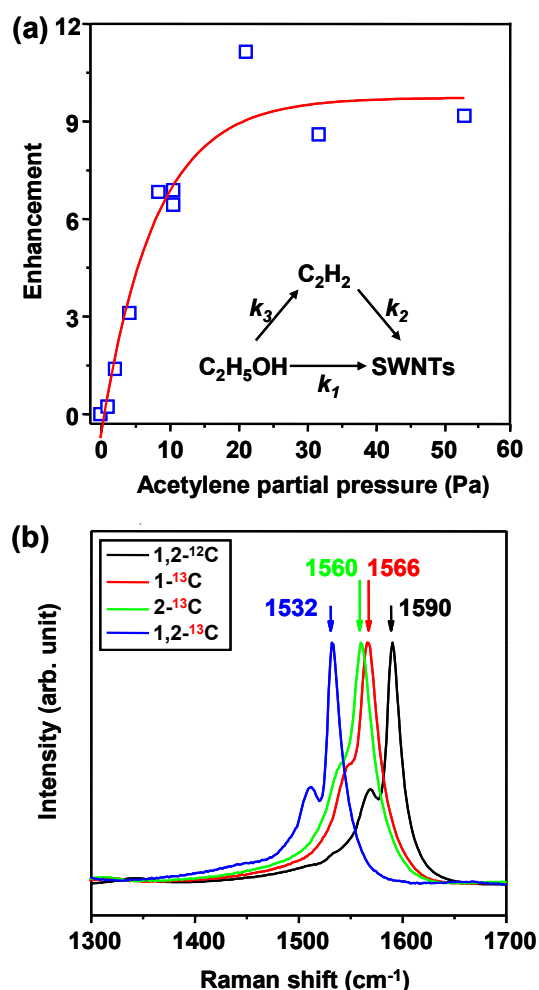 (a)
12
9
6
3
0
Enhancement
C₂H₂
k₃
k₂
C₂H₅OH
SWNTs
k₁
0 10 20 30 40 50 60
Acetylene partial pressure (Pa)
(b)
1,2-¹²C
1-¹³C
2-¹³C
1,2-¹³C
1560 1566
1532
1590
Intensity (arb. unit)
1300 1400 1500 1600 1700
Raman shift (cm⁻¹)